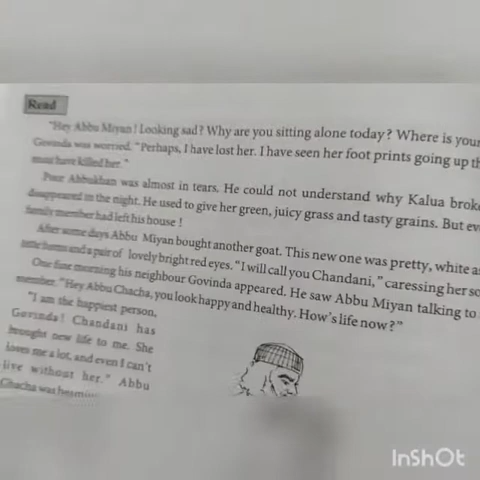 Read
"Hey Abbu Miyan! Looking sad? Why are you sitting alone today? Where is your
Govinda was worried. "Perhaps, I have lost her. I have seen her foot prints going up th
must have killed her."
Poor Abbukhan was almost in tears. He could not understand why Kalua brok
disappeared in the night. He used to give her green, juicy grass and tasty grains. But ev
family member had left his house!
After some days Abbu Miyan bought another goat. This new one was pretty, white a
little horns and a pair of lovely bright red eyes. "I will call you Chandani," caressing her so
One fine morning his neighbour Govinda appeared. He saw Abbu Miyan talking to
member. "Hey Abbu Chacha, you look happy and healthy. How's life now?"
"I am the happiest person,
Govinda! Chandani has
brought new life to me. She
loves me a lot, and even I can't
live without her." Abbu
Chacha was
InShOt